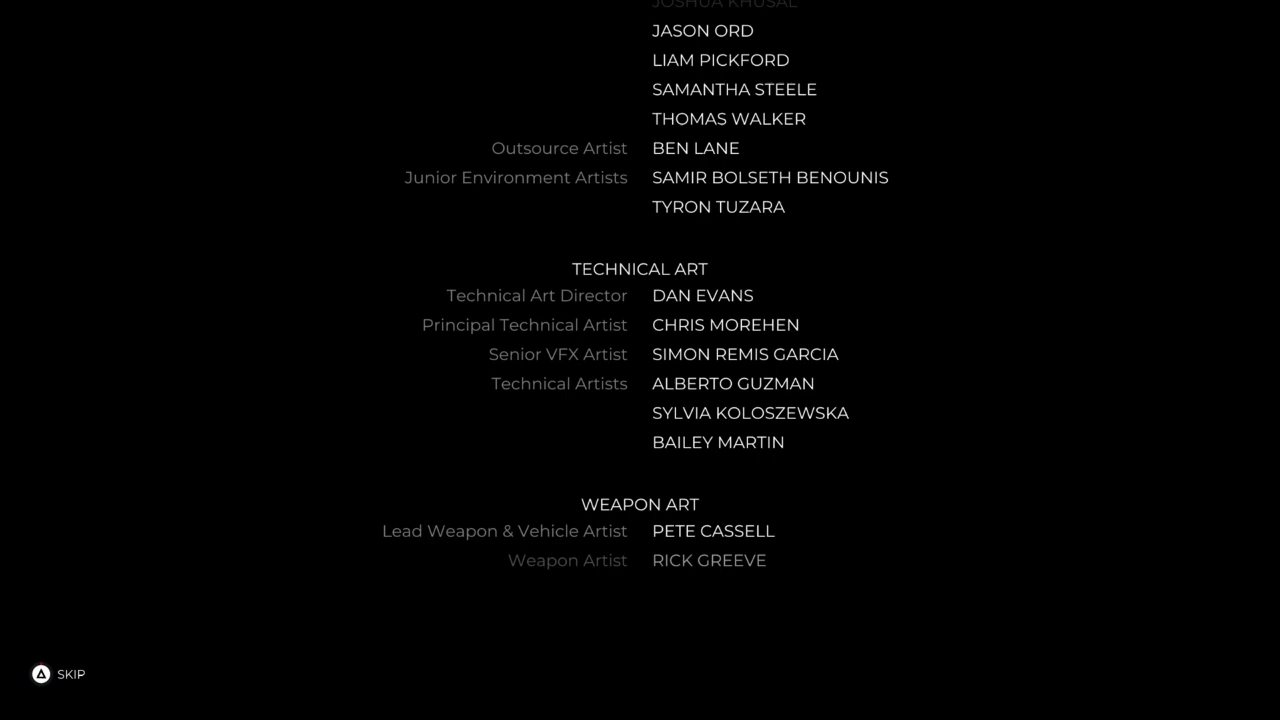 JOSHUA KHUSAL
JASON ORD
LIAM PICKFORD
SAMANTHA STEELE
THOMAS WALKER
Outsource Artist BEN LANE
Junior Environment Artists SAMIR BOLSETH BENOUNIS
TYRON TUZARA
TECHNICAL ART
Technical Art Director DAN EVANS
Principal Technical Artist CHRIS MOREHEN
Senior VFX Artist SIMON REMIS GARCIA
Technical Artists ALBERTO GUZMAN
SYLVIA KOLOSZEWSKA
BAILEY MARTIN
WEAPON ART
Lead Weapon & Vehicle Artist PETE CASSELL
Weapon Artist RICK GREEVE
SKIP